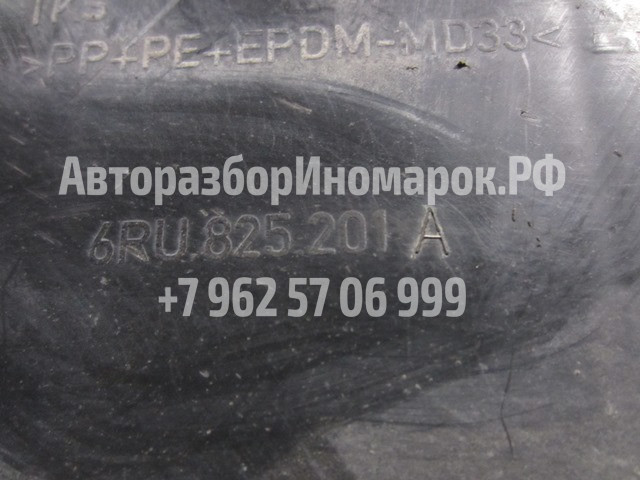 >PP+PE+EPDM-MD33<
АвторазборИномарок.РФ
6RU.825.201 A
+7 962 57 06 999